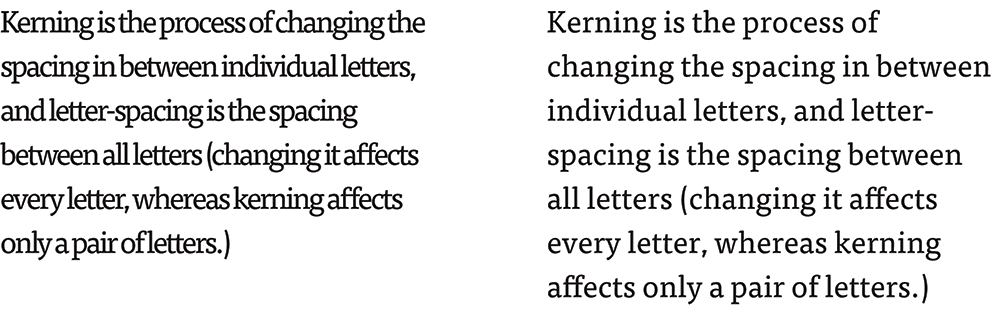 Kerning is the process of changing the
spacing in between individual letters,
and letter-spacing is the spacing
between all letters (changing it affects
every letter, whereas kerning affects
only a pair of letters.)
Kerning is the process of
changing the spacing in between
individual letters, and letter-
spacing is the spacing between
all letters (changing it affects
every letter, whereas kerning
affects only a pair of letters.)